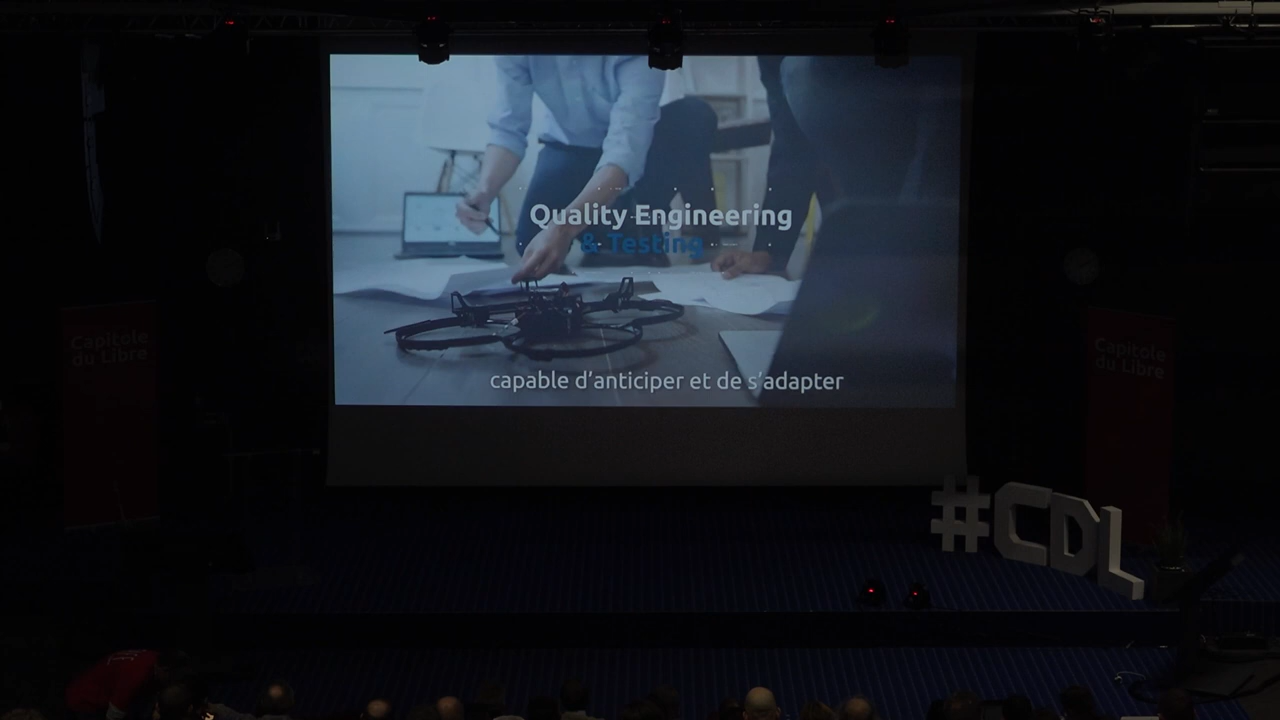 Quality Engineering
& Testing
capable d’anticiper et de s’adapter
Capitole
du Libre
Capitole
du Libre
#CDL